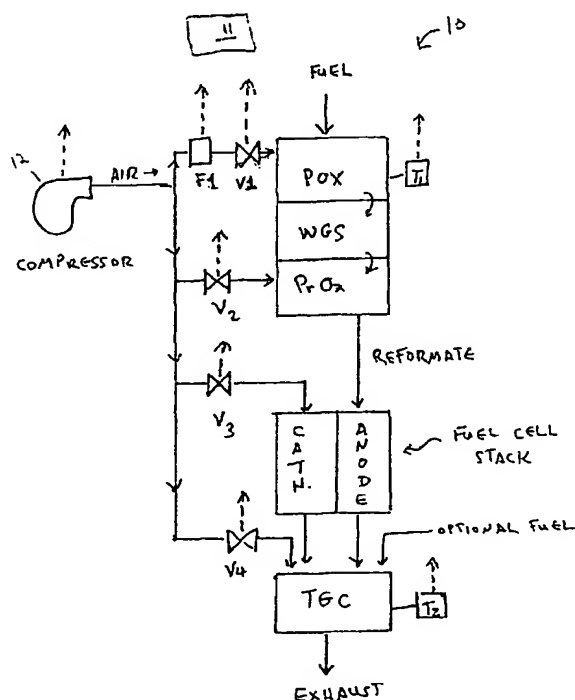 11
10
FUEL
12
AIR →
F1
V1
POX
T1
WGS
COMPRESSOR
V2
PrOx
REFORMATE
V3
CATH.
ANODE
FUEL CELL
STACK
OPTIONAL FUEL
V4
TGC
T2
EXHAUST